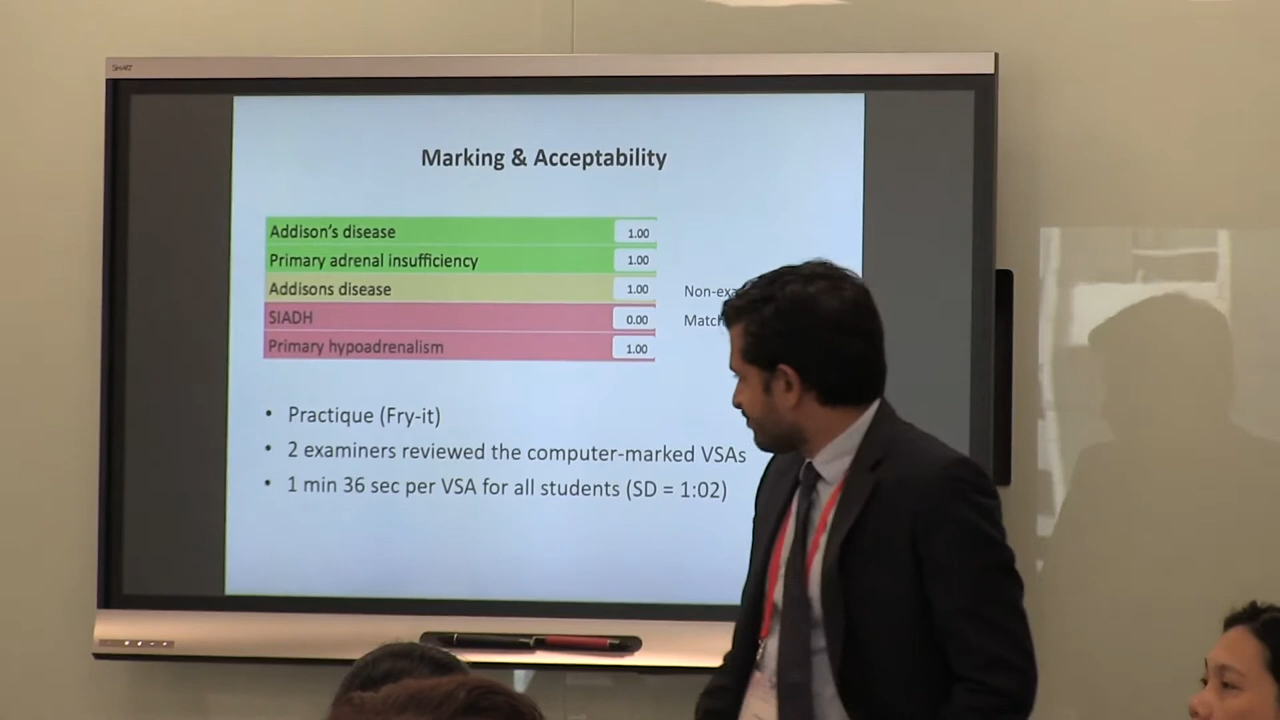 SMART
Marking & Acceptability
Addison's disease 1.00
Primary adrenal insufficiency 1.00
Addisons disease 1.00
SIADH 0.00
Primary hypoadrenalism 1.00
• Practique (Fry-it)
• 2 examiners reviewed the computer-marked VSAs
• 1 min 36 sec per VSA for all students (SD = 1:02)